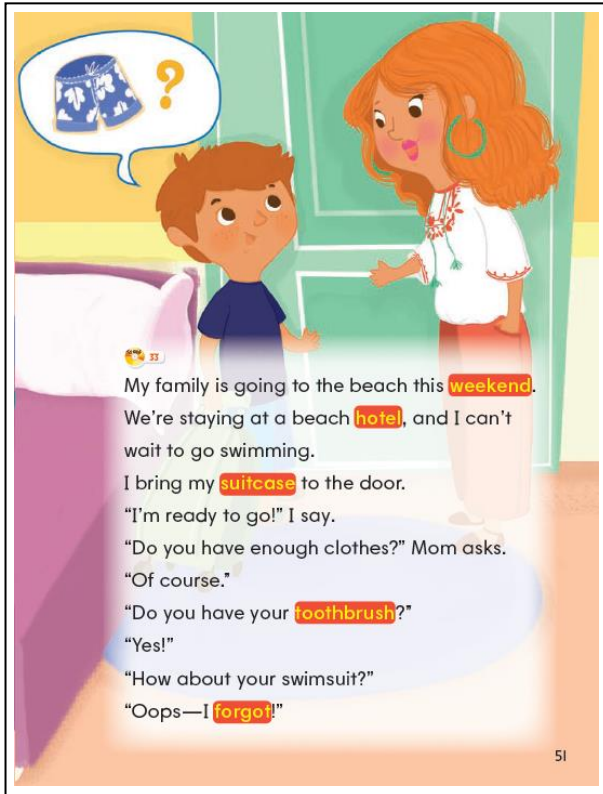 ?
33
My family is going to the beach this weekend.
We’re staying at a beach hotel, and I can’t
wait to go swimming.
I bring my suitcase to the door.
“I’m ready to go!” I say.
“Do you have enough clothes?” Mom asks.
“Of course.”
“Do you have your toothbrush?”
“Yes!”
“How about your swimsuit?”
“Oops—I forgot!”
51